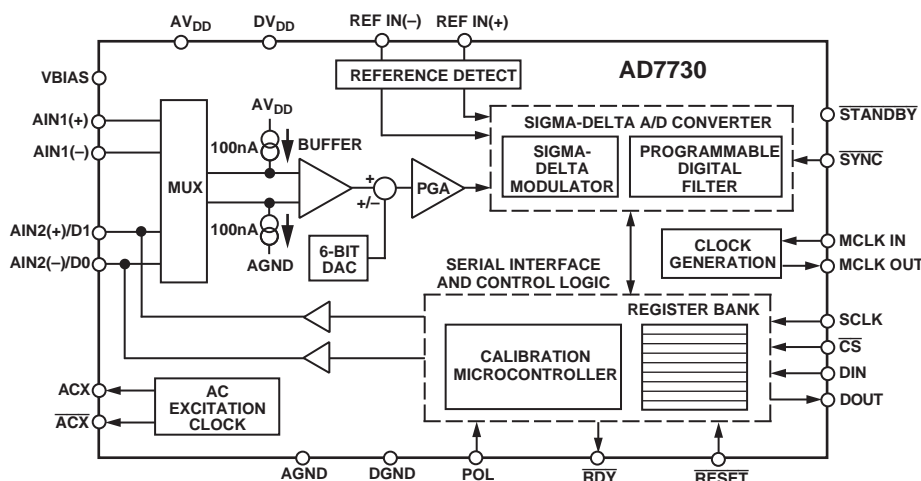 AVDD
DVDD
REF IN(–)
REF IN(+)
VBIAS
REFERENCE DETECT
AD7730
AIN1(+)
AIN1(–)
MUX
AVDD
100nA
BUFFER
100nA
AGND
+
+/–
6-BIT
DAC
PGA
SIGMA-DELTA A/D CONVERTER
SIGMA-
DELTA
MODULATOR
PROGRAMMABLE
DIGITAL
FILTER
STANDBY
SYNC
AIN2(+)/D1
AIN2(–)/D0
CLOCK
GENERATION
MCLK IN
MCLK OUT
SERIAL INTERFACE
AND CONTROL LOGIC
REGISTER BANK
CALIBRATION
MICROCONTROLLER
SCLK
CS
DIN
DOUT
ACX
ACX
AC
EXCITATION
CLOCK
AGND
DGND
POL
RDY
RESET